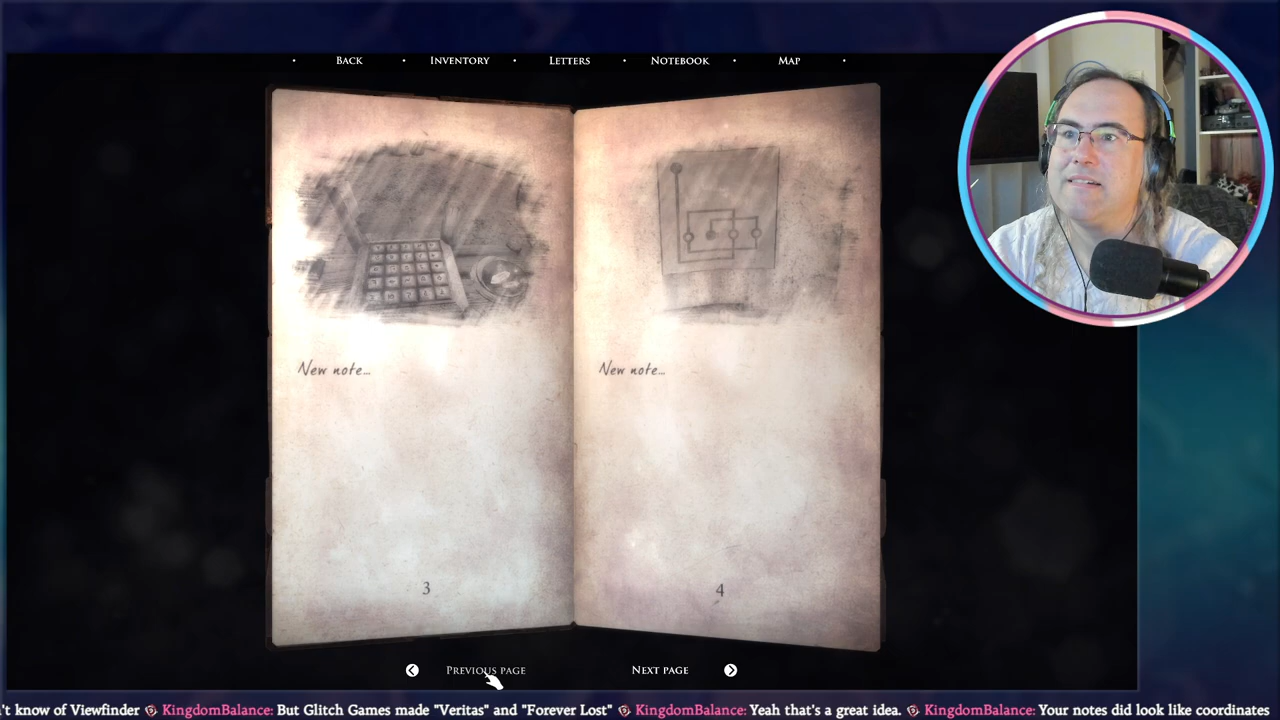 BACK
INVENTORY
LETTERS
NOTEBOOK
MAP
New note...
New note...
3
4
PREVIOUS PAGE
NEXT PAGE
't know of Viewfinder KingdomBalance: But Glitch Games made "Veritas" and "Forever Lost" KingdomBalance: Yeah that's a great idea. KingdomBalance: Your notes did look like coordinates